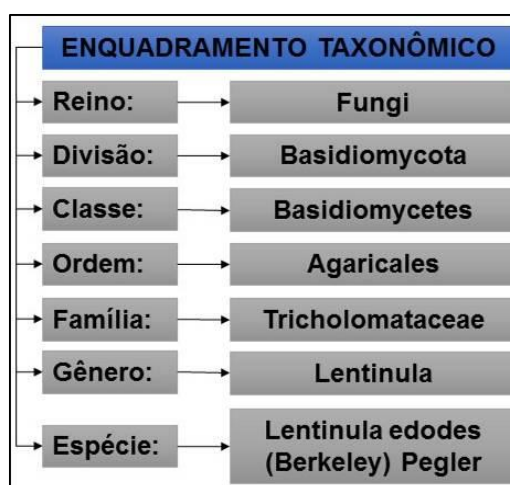 ENQUADRAMENTO TAXONÔMICO
Reino: Fungi
Divisão: Basidiomycota
Classe: Basidiomycetes
Ordem: Agaricales
Família: Tricholomataceae
Gênero: Lentinula
Espécie: Lentinula edodes
(Berkeley) Pegler